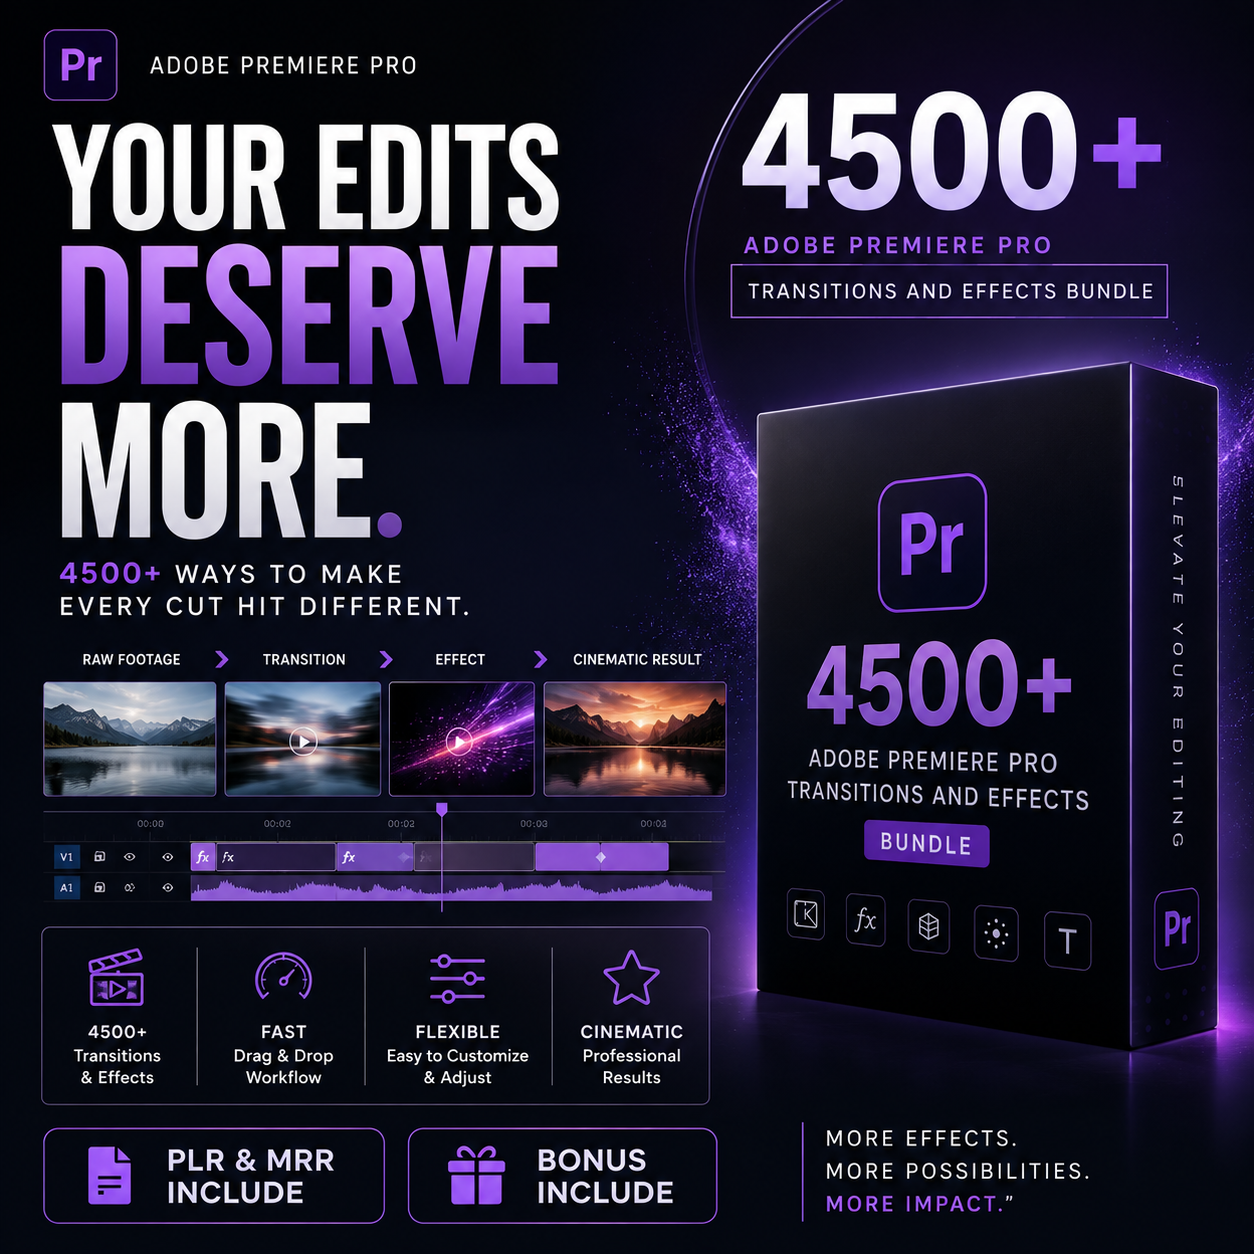 Pr ADOBE PREMIERE PRO
YOUR EDITS
DESERVE
MORE.
4500+ WAYS TO MAKE
EVERY CUT HIT DIFFERENT.
4500+
ADOBE PREMIERE PRO
TRANSITIONS AND EFFECTS BUNDLE
RAW FOOTAGE
TRANSITION
EFFECT
CINEMATIC RESULT
00:00 00:02 00:02 00:03 00:02
V1 fx fx fx fx
A1
4500+
Transitions
& Effects
FAST
Drag & Drop
Workflow
FLEXIBLE
Easy to Customize
& Adjust
CINEMATIC
Professional
Results
PLR & MRR
INCLUDE
BONUS
INCLUDE
Pr
4500+
ADOBE PREMIERE PRO
TRANSITIONS AND EFFECTS
BUNDLE
K fx T
5LEVATE YOUR EDITING
Pr
MORE EFFECTS.
MORE POSSIBILITIES.
MORE IMPACT.”